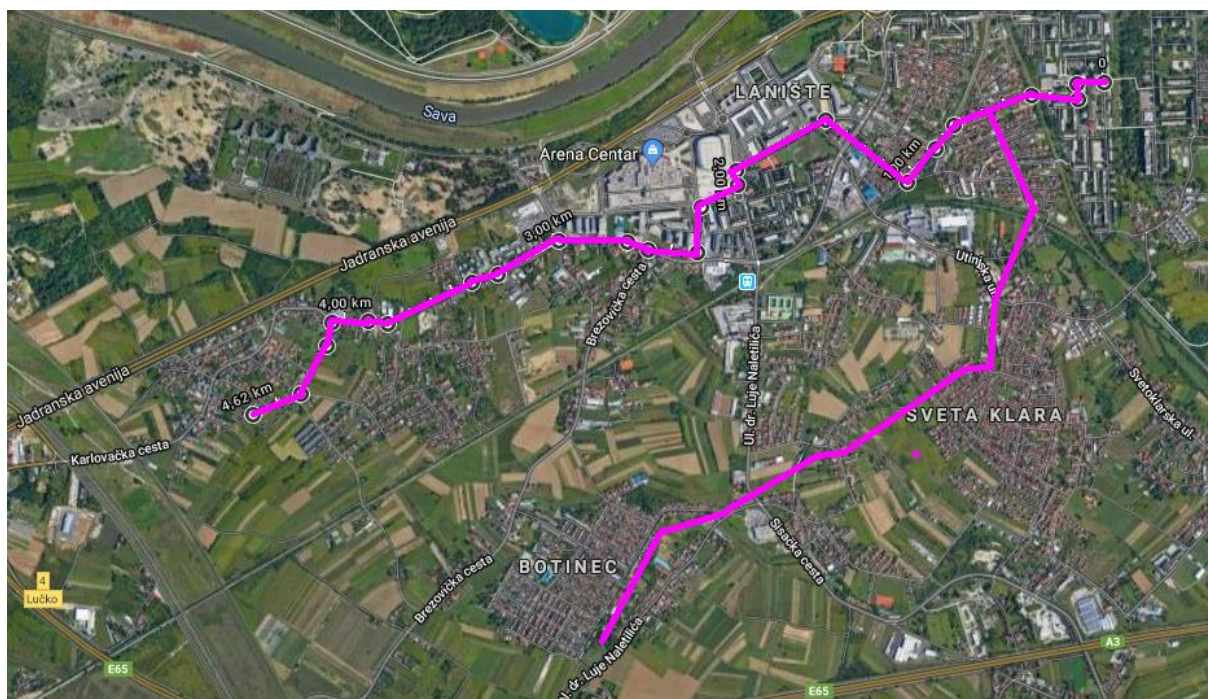 Sava
LANIŠTE
0
Arena Centar
1,00 km
2,00 km
3,00 km
Jadranska avenija
Utinjska ul.
Brezovička cesta
4,00 km
Ul. dr. Luje Naletilića
Jadranska avenija
4,62 km
Svetoklarska ul.
SVETA KLARA
Karlovačka cesta
Sisačka cesta
BOTINEC
4
Lučko
Brezovička cesta
ul. dr. Luje Naletilića
A3
E65
E65